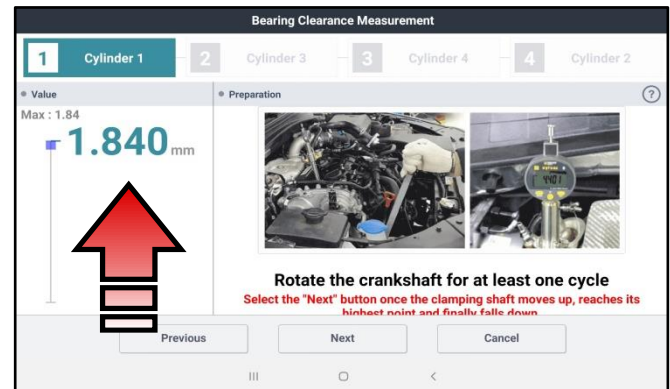 Bearing Clearance Measurement
1 Cylinder 1
2 Cylinder 3
3 Cylinder 4
4 Cylinder 2
Value
Preparation
?
Max : 1.84
1.840 mm
Rotate the crankshaft for at least one cycle
Select the "Next" button once the clamping shaft moves up, reaches its
highest point and finally falls down
Previous
Next
Cancel